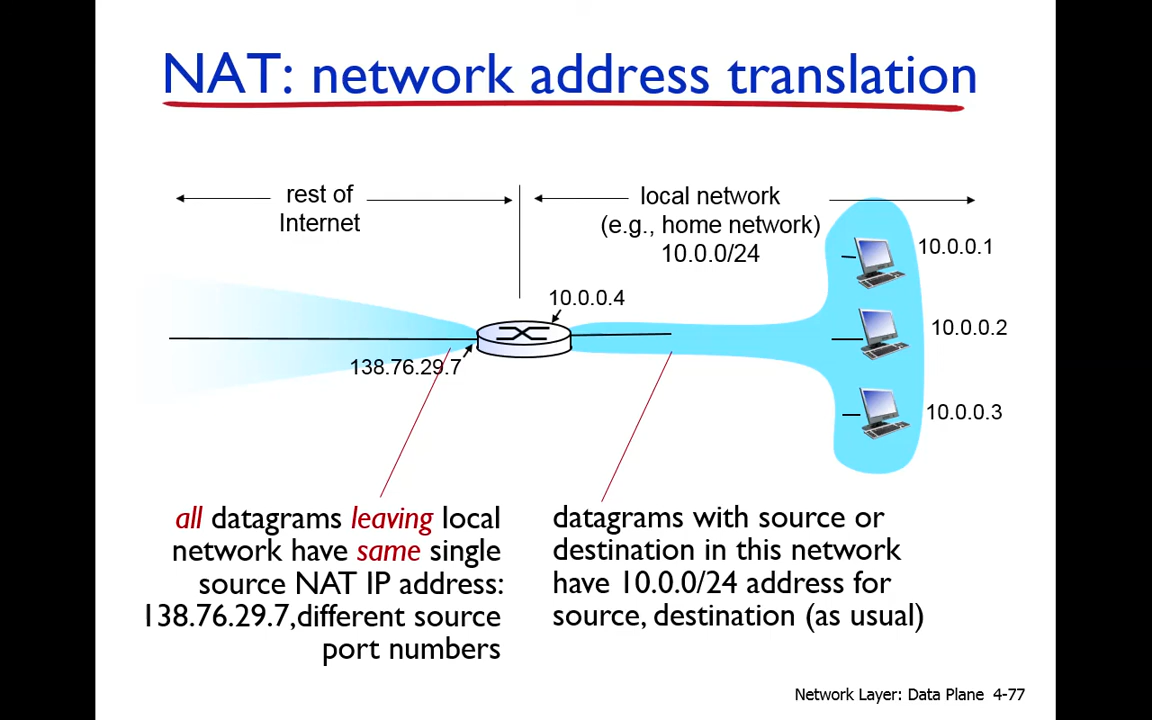 NAT: network address translation
rest of
Internet
local network
(e.g., home network)
10.0.0/24
10.0.0.1
10.0.0.4
10.0.0.2
138.76.29.7
10.0.0.3
all datagrams leaving local
network have same single
source NAT IP address:
138.76.29.7,different source
port numbers
datagrams with source or
destination in this network
have 10.0.0/24 address for
source, destination (as usual)
Network Layer: Data Plane 4-77